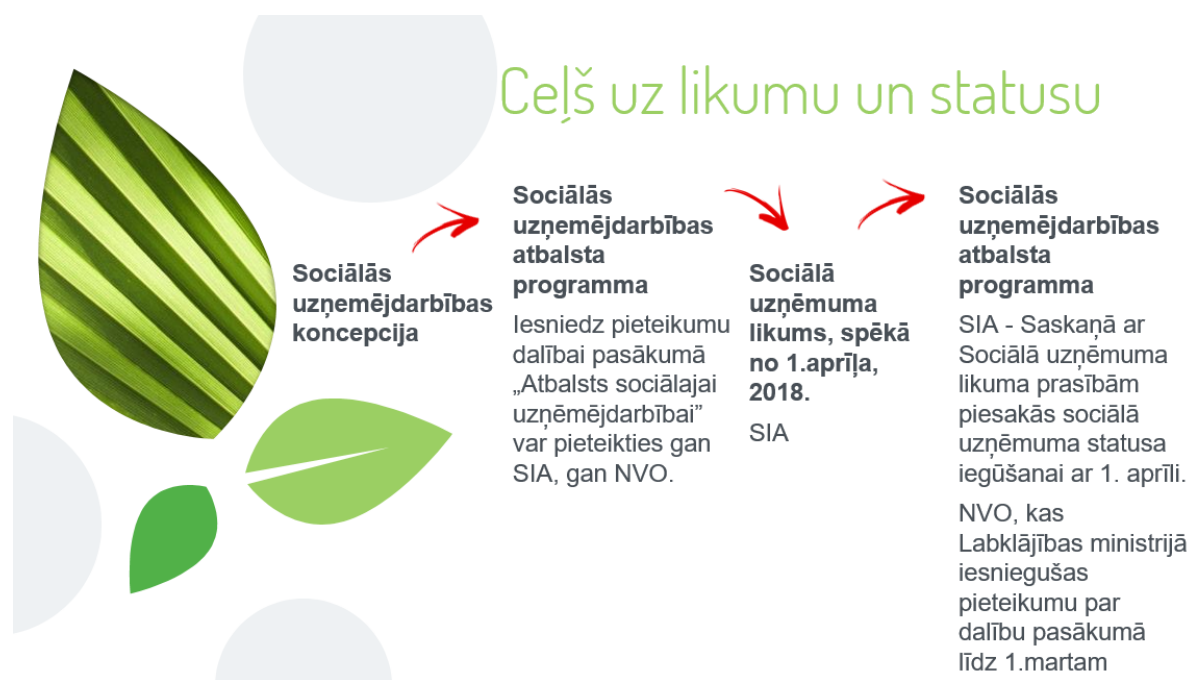 Ceļš uz likumu un statusu
Sociālās
uzņemējdarbības
koncepcija
Sociālās
uzņemējdarbības
atbalsta
programma
Iesniedz pieteikumu
dalībai pasākumā
„Atbalsts sociālajai
uzņēmējdarbībai”
var pieteikties gan
SIA, gan NVO.
Sociālā
uzņēmuma
likums, spēkā
no 1.aprīļa,
2018.
SIA
Sociālās
uzņemējdarbības
atbalsta
programma
SIA - Saskaņā ar
Sociālā uzņēmuma
likuma prasībām
piesakās sociālā
uzņēmuma statusa
iegūšanai ar 1. aprīli.
NVO, kas
Labklājības ministrijā
iesniegušas
pieteikumu par
dalību pasākumā
līdz 1.martam